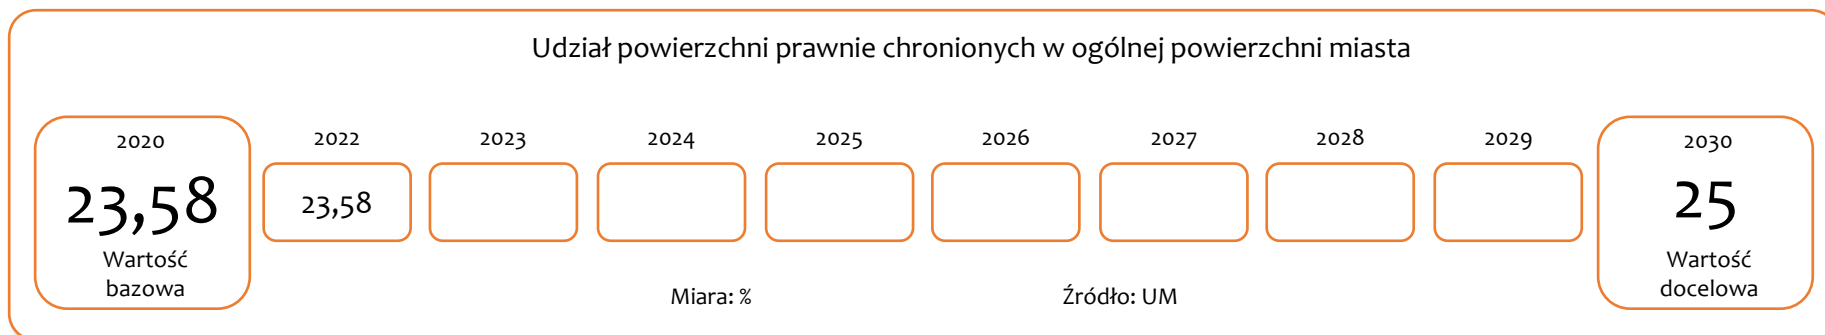 Udział powierzchni prawnie chronionych w ogólnej powierzchni miasta
2020
23,58
Wartość
bazowa
2022
23,58
2023
2024
2025
2026
2027
2028
2029
2030
25
Wartość
docelowa
Miara: %
Źródło: UM